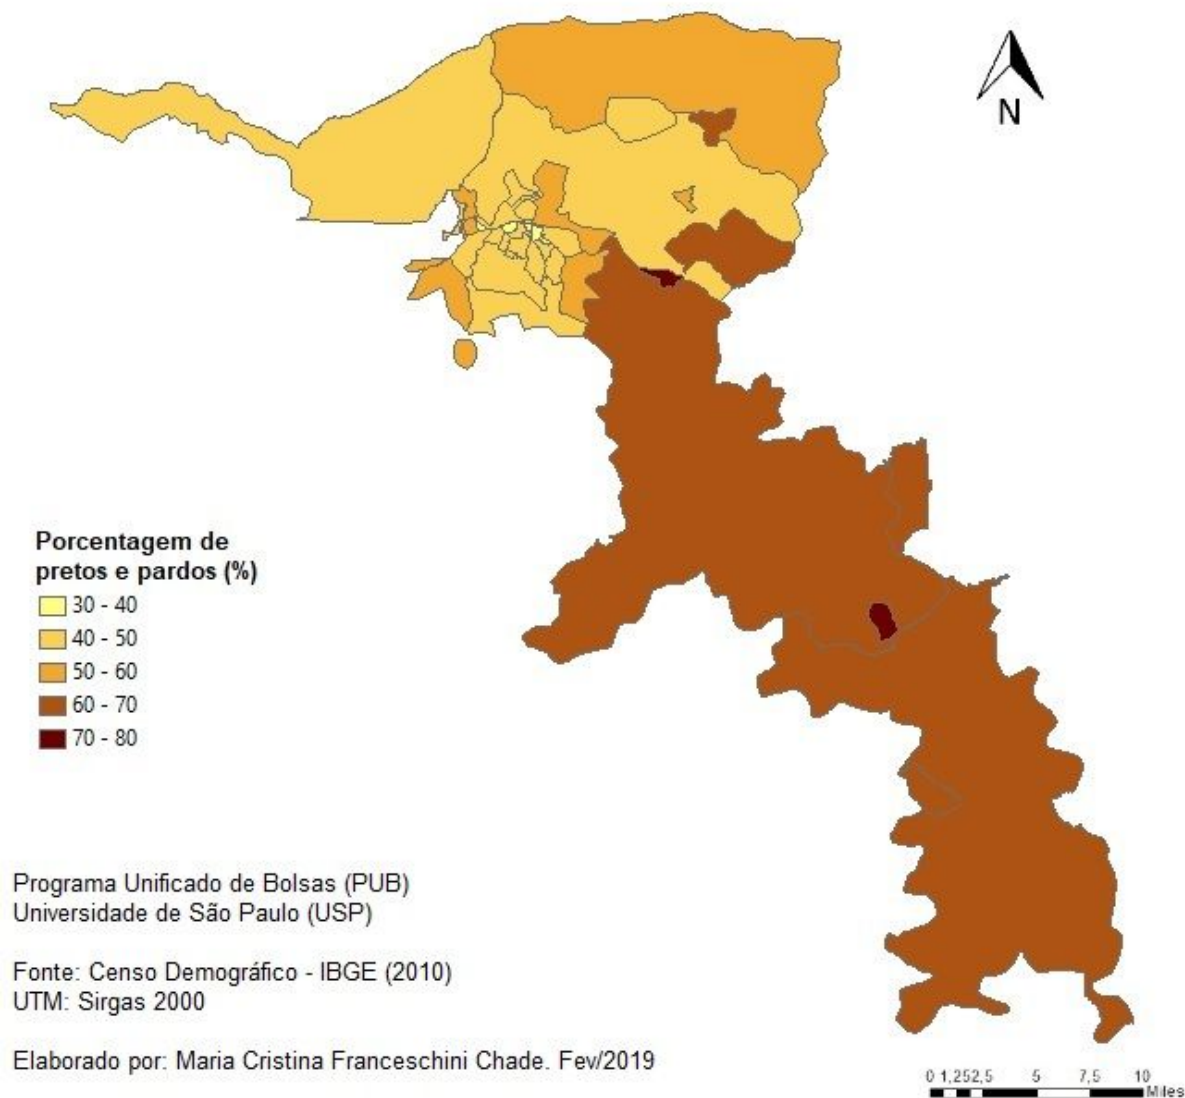 N
Porcentagem de
pretos e pardos (%)
30 - 40
40 - 50
50 - 60
60 - 70
70 - 80
Programa Unificado de Bolsas (PUB)
Universidade de São Paulo (USP)
Fonte: Censo Demográfico - IBGE (2010)
UTM: Sirgas 2000
Elaborado por: Maria Cristina Franceschini Chade. Fev/2019
0 1,252,5 5 7,5 10
Miles